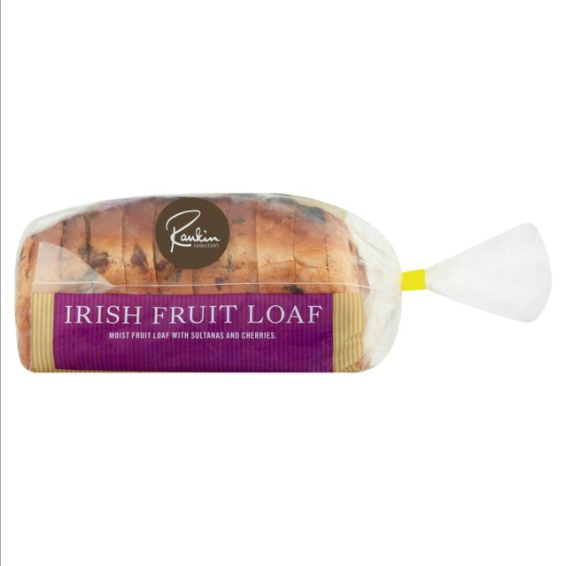 Rankin
selection
IRISH FRUIT LOAF
MOIST FRUIT LOAF WITH SULTANAS AND CHERRIES.